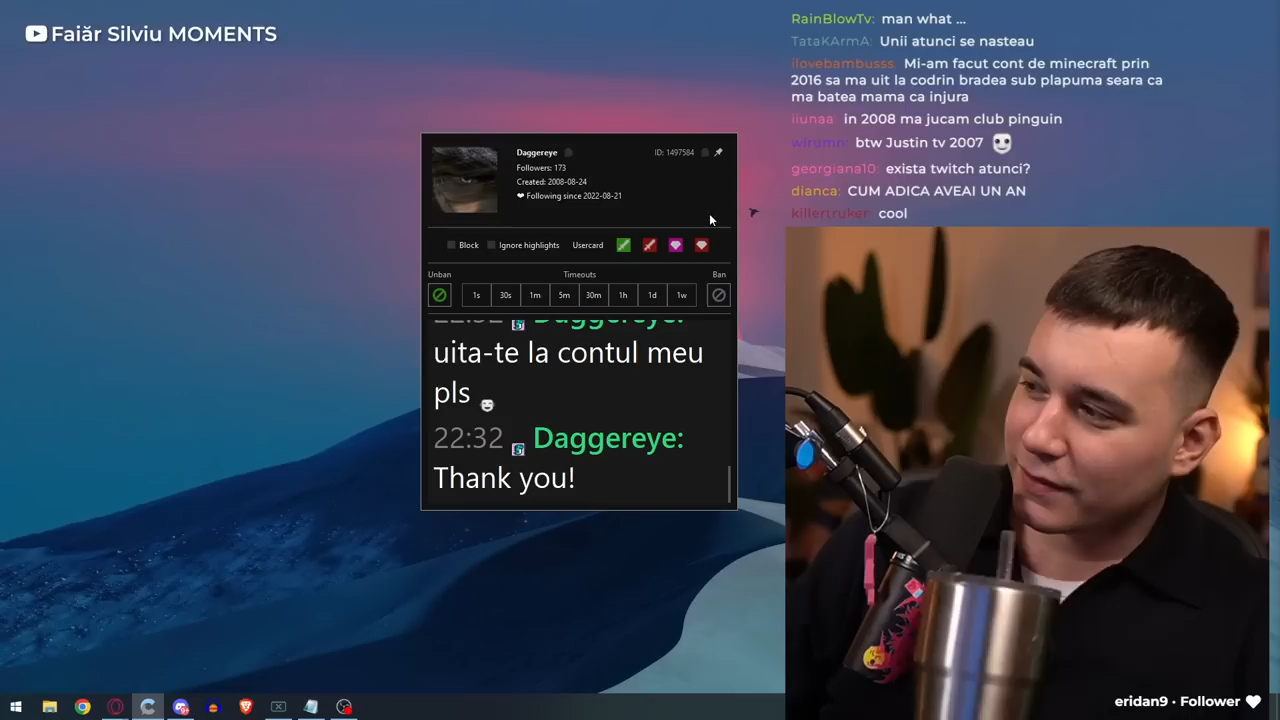 Faiăr Silviu MOMENTS
RainBlowTv: man what ...
TataKArmA: Unii atunci se nasteau
ilovebambusss Mi-am facut cont de minecraft prin
2016 sa ma uit la codrin bradea sub plapuma seara ca
ma batea mama ca injura
iiunaa: in 2008 ma jucam club pinguin
wirumn: btw Justin tv 2007
georgiana10: exista twitch atunci?
dianca: CUM ADICA AVEAI UN AN
killertruker: cool
Daggereye
ID: 1497584
Followers: 173
Created: 2008-08-24
❤ Following since 2022-08-21
Block Ignore highlights Usercard
Unban Timeouts Ban
1s 30s 1m 5m 30m 1h 1d 1w
22:32 Daggereye:
uita-te la contul meu
pls
22:32 Daggereye:
Thank you!
eridan9 · Follower